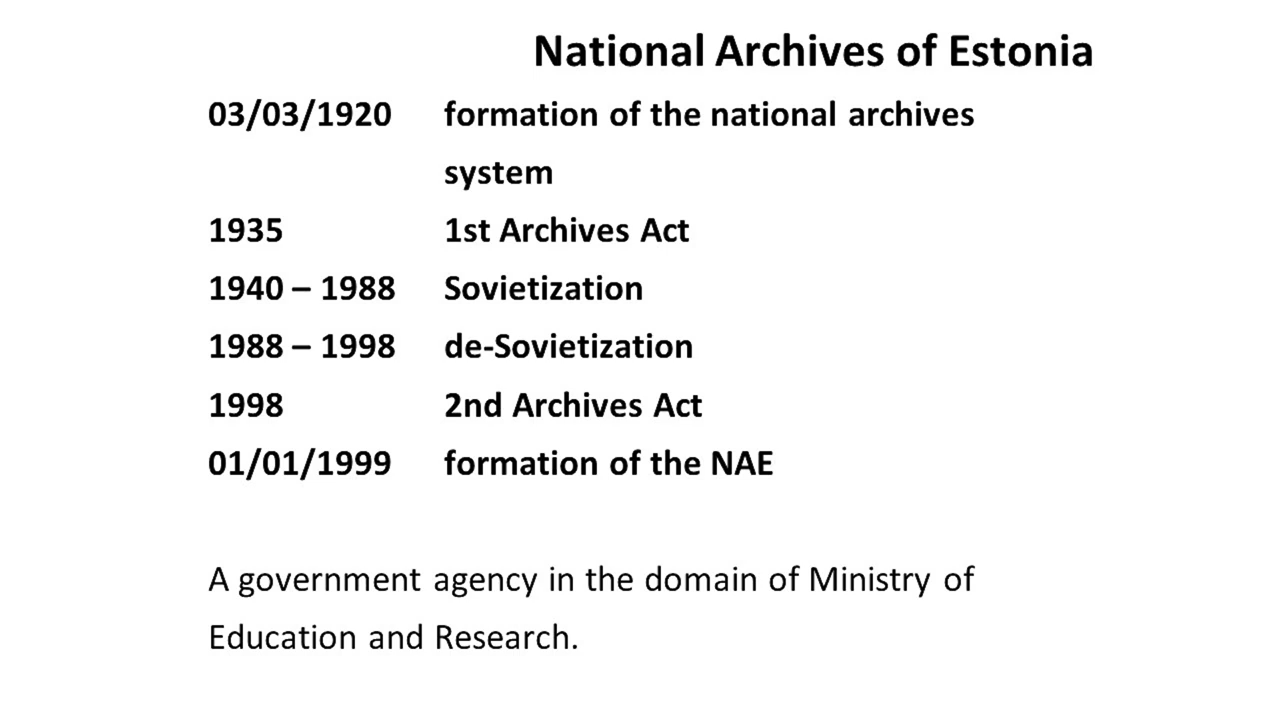 National Archives of Estonia
03/03/1920 formation of the national archives
system
1935 1st Archives Act
1940 – 1988 Sovietization
1988 – 1998 de-Sovietization
1998 2nd Archives Act
01/01/1999 formation of the NAE
A government agency in the domain of Ministry of
Education and Research.